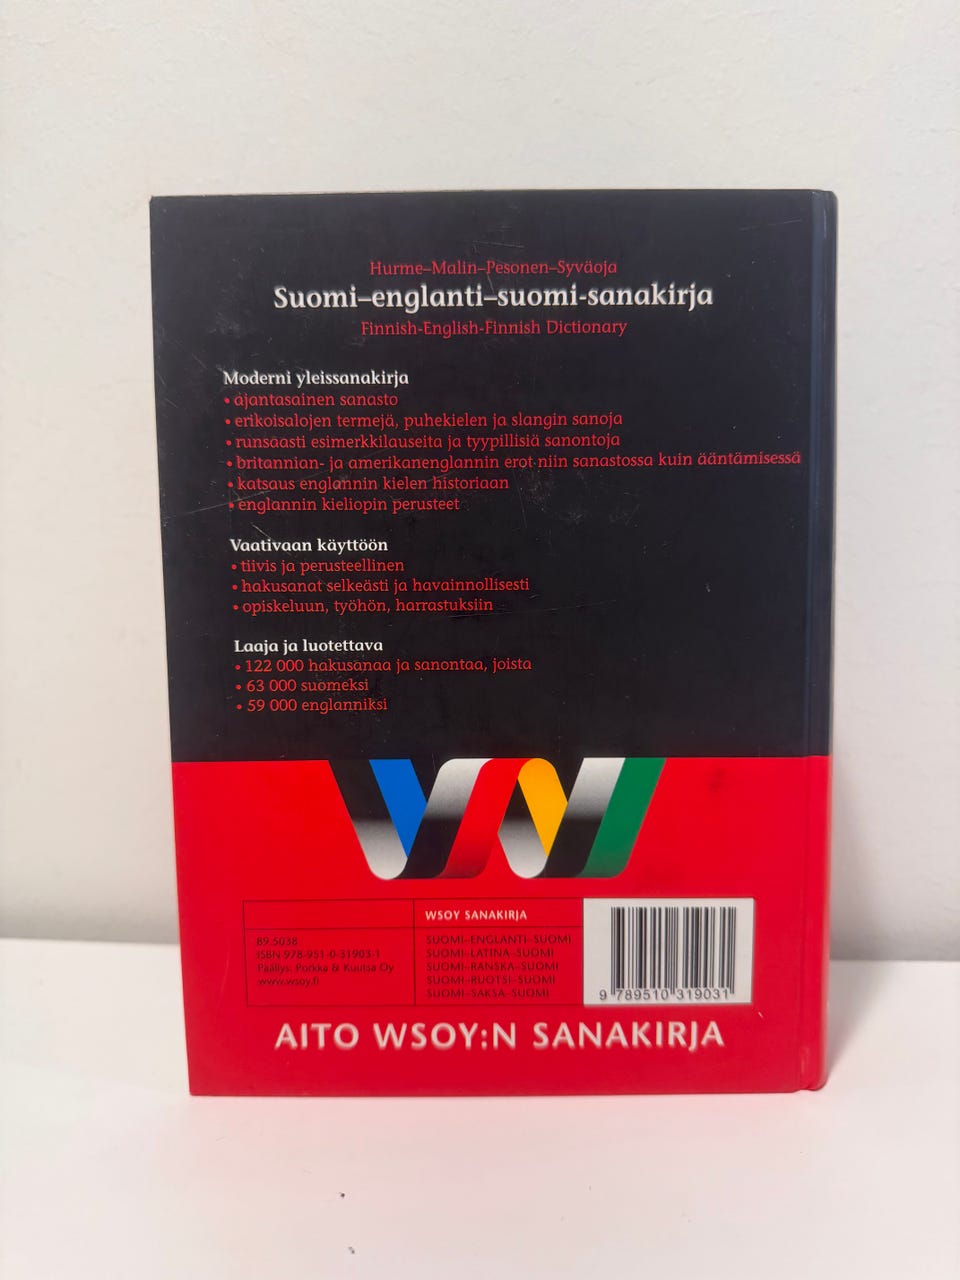 Hurme–Malin–Pesonen–Syväoja
Suomi–englanti–suomi-sanakirja
Finnish-English-Finnish Dictionary
Moderni yleissanakirja
• ajantasainen sanasto
• erikoisalojen termejä, puhekielen ja slangin sanoja
• runsaasti esimerkkilauseita ja tyypillisiä sanontoja
• britannian- ja amerikanenglannin erot niin sanastossa kuin ääntämisessä
• katsaus englannin kielen historiaan
• englannin kieliopin perusteet
Vaativaan käyttöön
• tiivis ja perusteellinen
• hakusanat selkeästi ja havainnollisesti
• opiskeluun, työhön, harrastuksiin
Laaja ja luotettava
• 122 000 hakusanaa ja sanontaa, joista
• 63 000 suomeksi
• 59 000 englanniksi
89.5038
ISBN 978-951-0-31903-1
Päällys: Porkka & Kuutsa Oy
www.wsoy.fi
WSOY SANAKIRJA
SUOMI–ENGLANTI–SUOMI
SUOMI–LATINA–SUOMI
SUOMI–RANSKA–SUOMI
SUOMI–RUOTSI–SUOMI
SUOMI–SAKSA–SUOMI
9 789510 319031
AITO WSOY:N SANAKIRJA